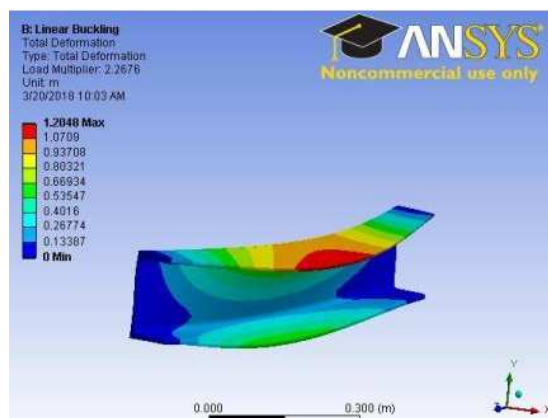 B: Linear Buckling
Total Deformation
Type: Total Deformation
Load Multiplier: 2.2676
Unit: m
3/20/2018 10:03 AM
1.2048 Max
1.0709
0.93708
0.80321
0.66934
0.53547
0.4016
0.26774
0.13387
0 Min
ANSYS
Noncommercial use only
0.000
0.300 (m)
Y
Z
X